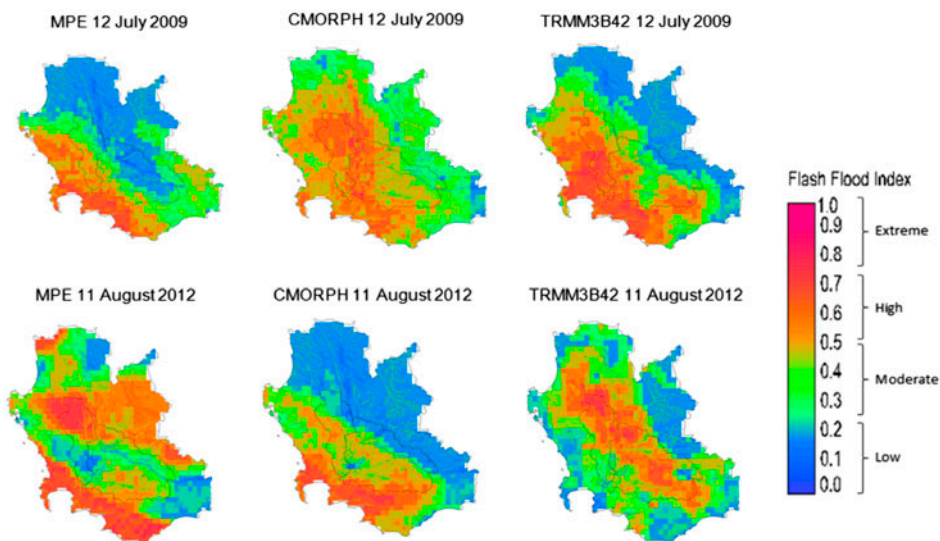 MPE 12 July 2009
CMORPH 12 July 2009
TRMM3B42 12 July 2009
MPE 11 August 2012
CMORPH 11 August 2012
TRMM3B42 11 August 2012
Flash Flood Index
1.0
0.9
Extreme
0.8
0.7
0.6
High
0.5
0.4
Moderate
0.3
0.2
0.1
Low
0.0